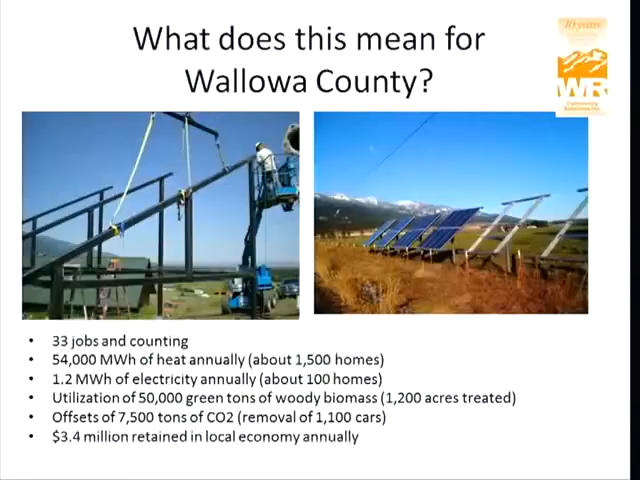 What does this mean for
Wallowa County?
10 years
WR
33 jobs and counting
54,000 MWh of heat annually (about 1,500 homes)
1.2 MWh of electricity annually (about 100 homes)
Utilization of 50,000 green tons of woody biomass (1,200 acres treated)
Offsets of 7,500 tons of CO2 (removal of 1,100 cars)
$3.4 million retained in local economy annually